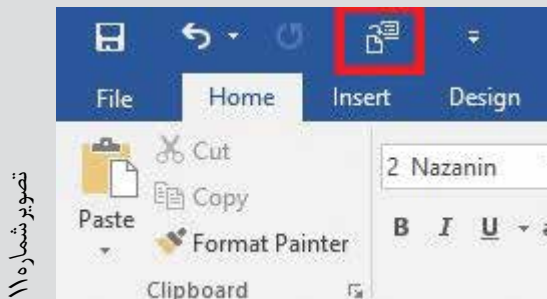 File Home Insert Design
Cut
Copy
Paste
Format Painter
Clipboard
2 Nazanin
B I U
تصویر شماره ۱۱